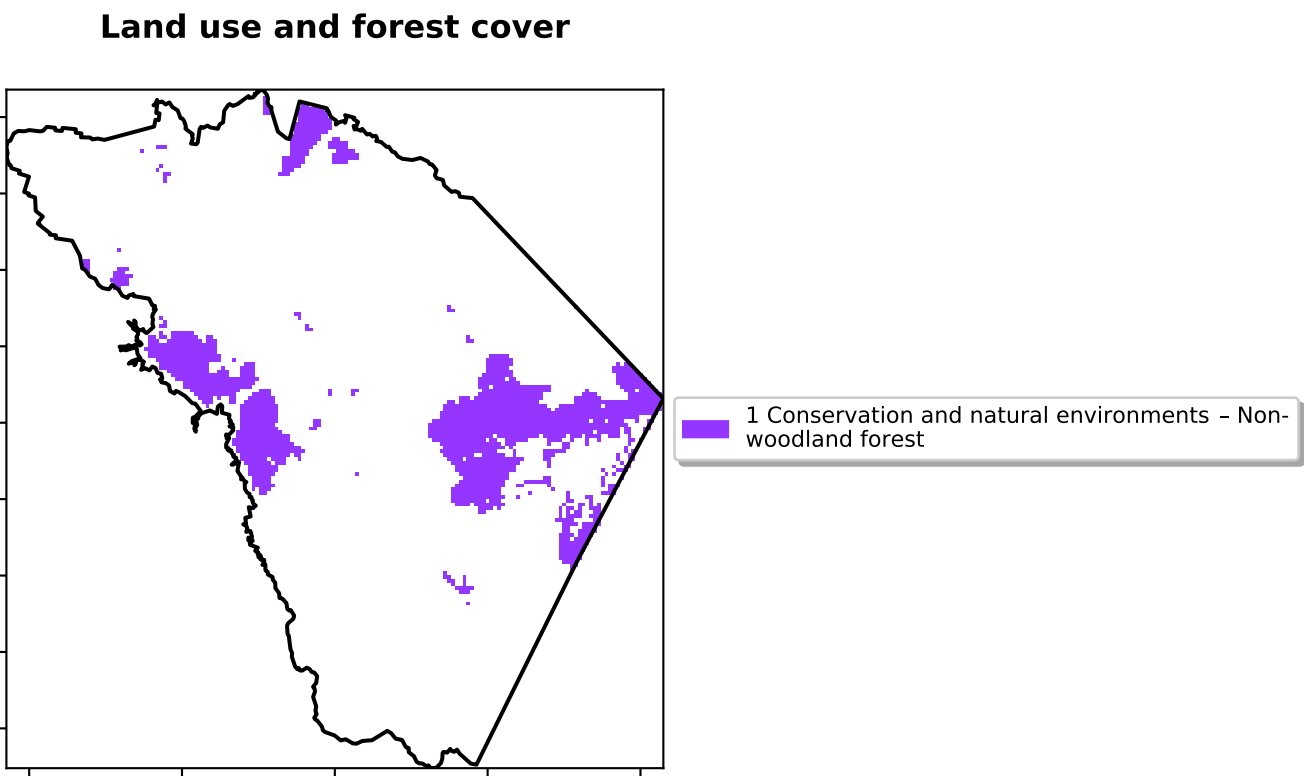 Land use and forest cover
1 Conservation and natural environments – Non-
woodland forest